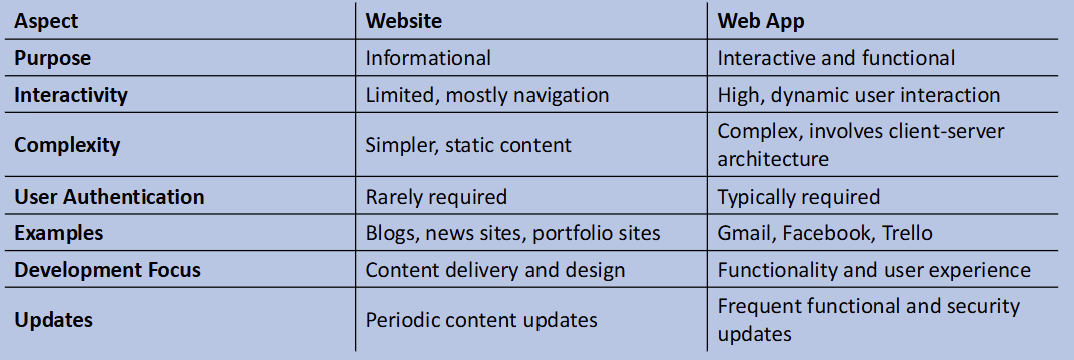 Aspect Website Web App
Purpose Informational Interactive and functional
Interactivity Limited, mostly navigation High, dynamic user interaction
Complexity Simpler, static content Complex, involves client-server
architecture
User Authentication Rarely required Typically required
Examples Blogs, news sites, portfolio sites Gmail, Facebook, Trello
Development Focus Content delivery and design Functionality and user experience
Updates Periodic content updates Frequent functional and security
updates